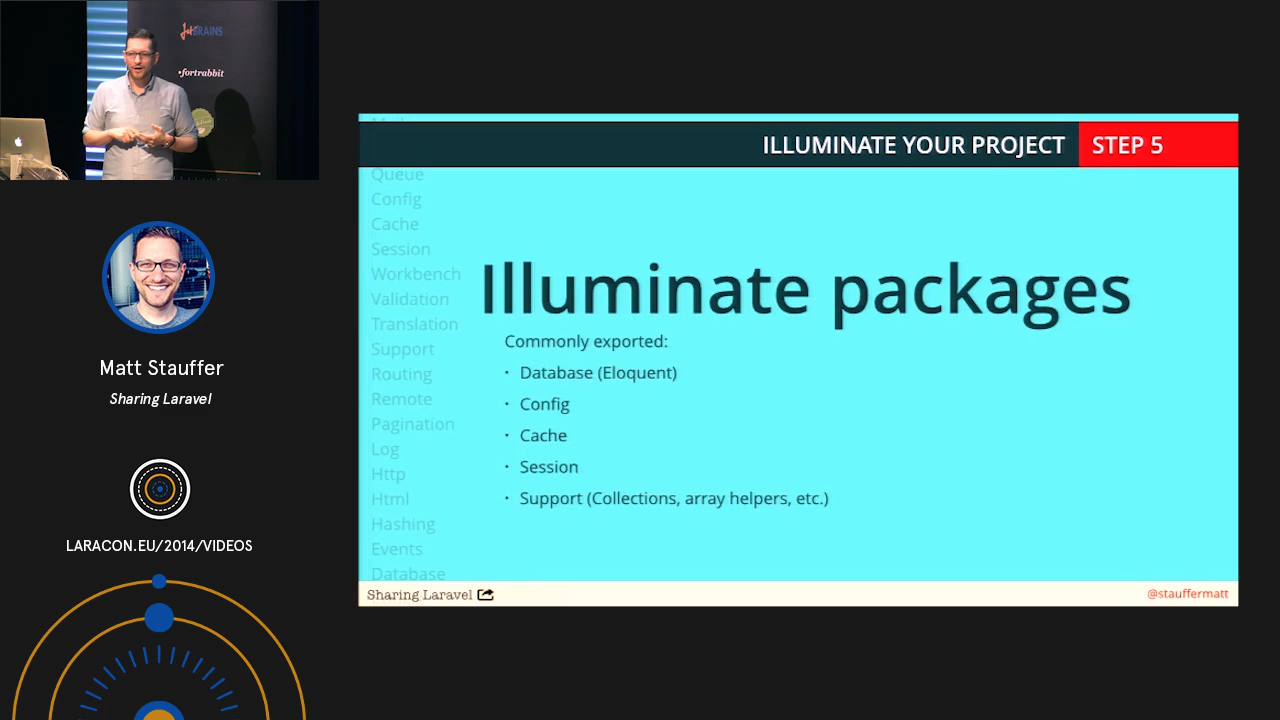 JetBRAINS
fortrabbit
Matt Stauffer
Sharing Laravel
LARACON.EU/2014/VIDEOS
ILLUMINATE YOUR PROJECT
STEP 5
Queue
Config
Cache
Session
Workbench
Validation
Translation
Support
Routing
Remote
Pagination
Log
Http
Html
Hashing
Events
Database
Illuminate packages
Commonly exported:
· Database (Eloquent)
· Config
· Cache
· Session
· Support (Collections, array helpers, etc.)
Sharing Laravel
@stauffermatt